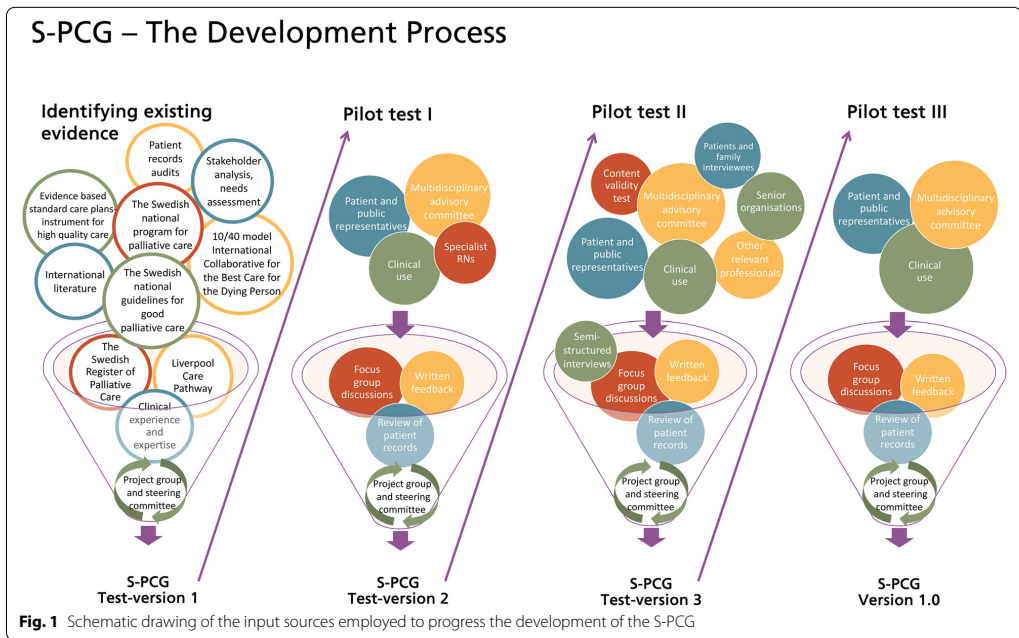 S-PCG – The Development Process
Identifying existing
evidence
Patient
records
audits
Stakeholder
analysis,
needs
assessment
Evidence based
standard care plans
instrument for
high quality care
The Swedish
national
program for
palliative care
10/40 model
International
Collaborative for
the Best Care for
the Dying Person
International
literature
The Swedish
national
guidelines for
good
palliative care
The
Swedish
Register of
Palliative
Care
Liverpool
Care
Pathway
Clinical
experience
and
expertise
Project group
and steering
committee
S-PCG
Test-version 1
Pilot test I
Multidisciplinary
advisory
committee
Patient and
public
representatives
Specialist
RNs
Clinical
use
Focus
group
discussions
Written
feedback
Review of
patient
records
Project group
and steering
committee
S-PCG
Test-version 2
Pilot test II
Patients and
family
interviewees
Content
validity
test
Multidisciplinary
advisory
committee
Senior
organisations
Patient and
public
representatives
Clinical
use
Other
relevant
professionals
Semi-
structured
interviews
Focus
group
discussions
Written
feedback
Review of
patient
records
Project group
and steering
committee
S-PCG
Test-version 3
Pilot test III
Patient and
public
representatives
Multidisciplinary
advisory
committee
Clinical
use
Focus
group
discussions
Written
feedback
Review of
patient
records
Project group
and steering
committee
S-PCG
Version 1.0
Fig. 1 Schematic drawing of the input sources employed to progress the development of the S-PCG